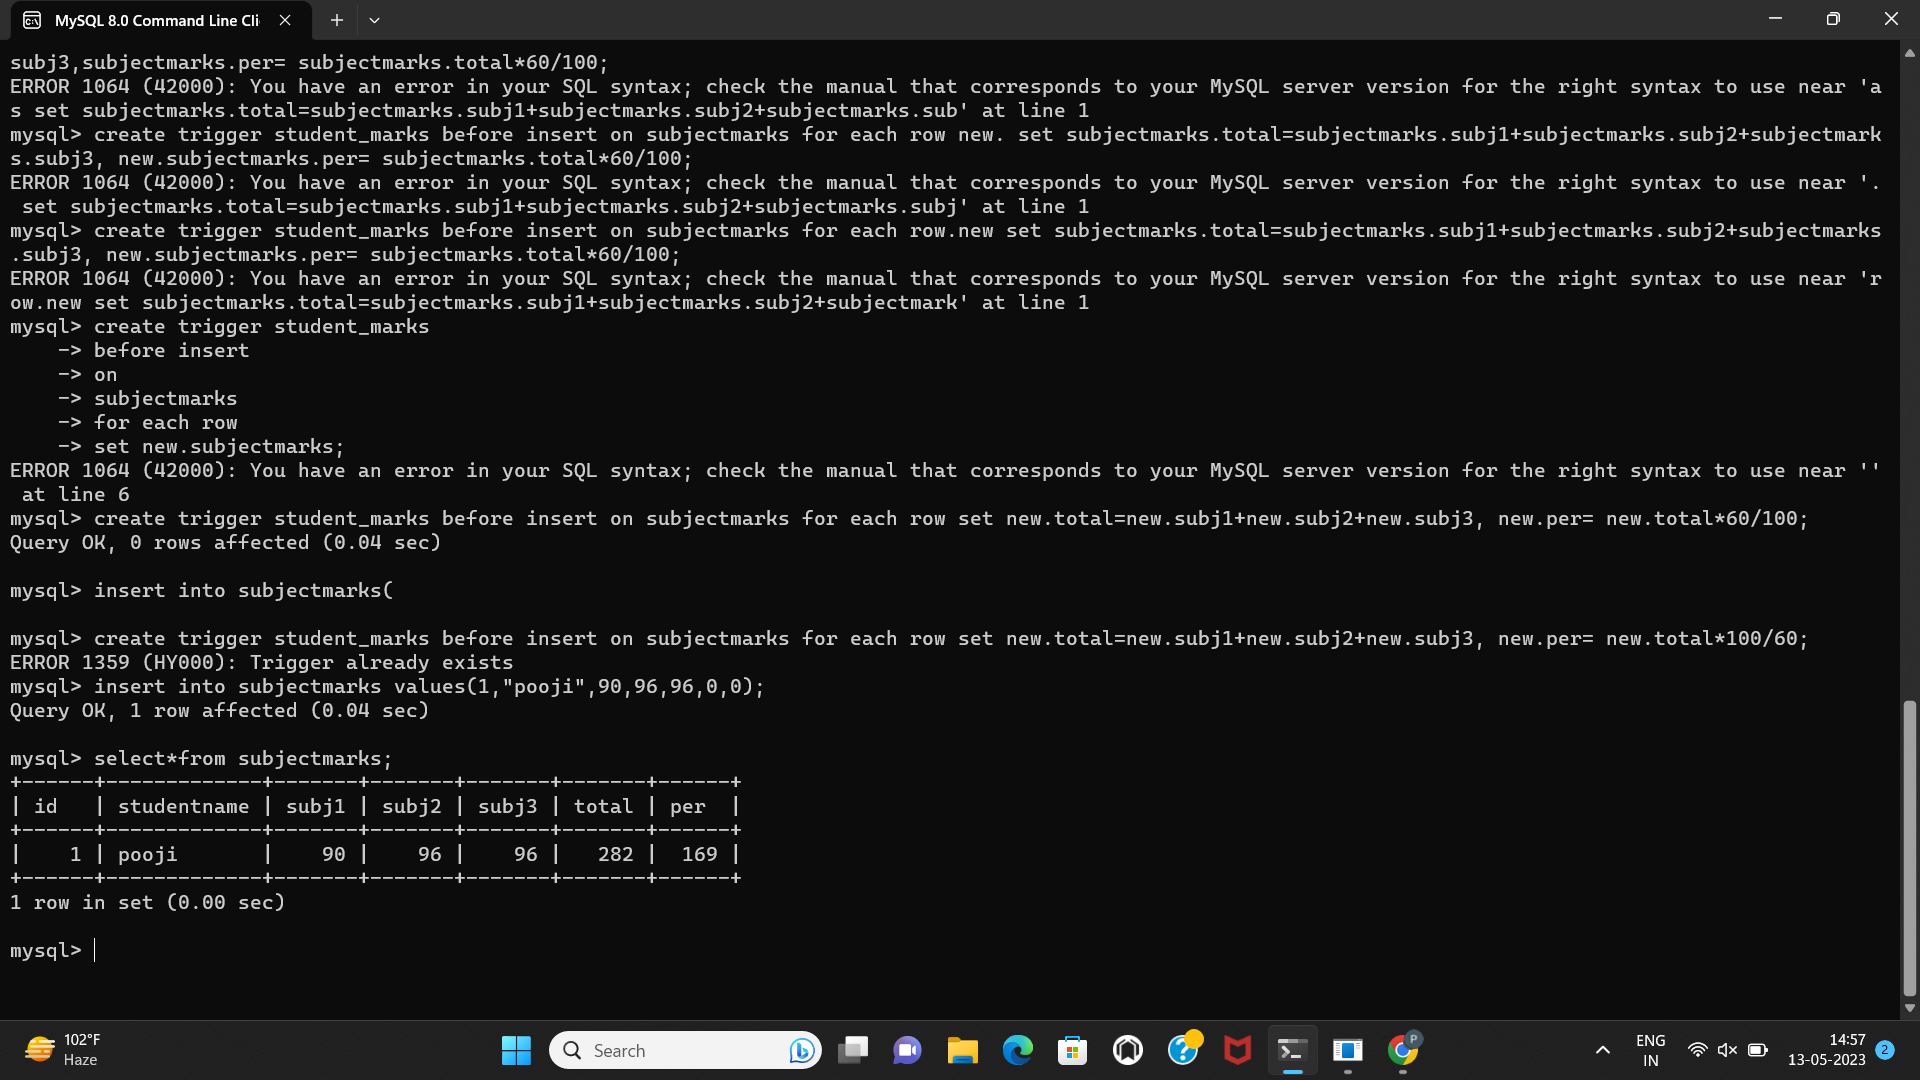 MySQL 8.0 Command Line Cli
subj3,subjectmarks.per= subjectmarks.total*60/100;
ERROR 1064 (42000): You have an error in your SQL syntax; check the manual that corresponds to your MySQL server version for the right syntax to use near 'a
s set subjectmarks.total=subjectmarks.subj1+subjectmarks.subj2+subjectmarks.sub' at line 1
mysql> create trigger student_marks before insert on subjectmarks for each row new. set subjectmarks.total=subjectmarks.subj1+subjectmarks.subj2+subjectmark
s.subj3, new.subjectmarks.per= subjectmarks.total*60/100;
ERROR 1064 (42000): You have an error in your SQL syntax; check the manual that corresponds to your MySQL server version for the right syntax to use near '.
 set subjectmarks.total=subjectmarks.subj1+subjectmarks.subj2+subjectmarks.subj' at line 1
mysql> create trigger student_marks before insert on subjectmarks for each row.new set subjectmarks.total=subjectmarks.subj1+subjectmarks.subj2+subjectmarks
.subj3, new.subjectmarks.per= subjectmarks.total*60/100;
ERROR 1064 (42000): You have an error in your SQL syntax; check the manual that corresponds to your MySQL server version for the right syntax to use near 'r
ow.new set subjectmarks.total=subjectmarks.subj1+subjectmarks.subj2+subjectmark' at line 1
mysql> create trigger student_marks
    -> before insert
    -> on
    -> subjectmarks
    -> for each row
    -> set new.subjectmarks;
ERROR 1064 (42000): You have an error in your SQL syntax; check the manual that corresponds to your MySQL server version for the right syntax to use near ''
 at line 6
mysql> create trigger student_marks before insert on subjectmarks for each row set new.total=new.subj1+new.subj2+new.subj3, new.per= new.total*60/100;
Query OK, 0 rows affected (0.04 sec)
mysql> insert into subjectmarks(
mysql> create trigger student_marks before insert on subjectmarks for each row set new.total=new.subj1+new.subj2+new.subj3, new.per= new.total*100/60;
ERROR 1359 (HY000): Trigger already exists
mysql> insert into subjectmarks values(1,"pooji",90,96,96,0,0);
Query OK, 1 row affected (0.04 sec)
mysql> select*from subjectmarks;
+------+-------------+-------+-------+-------+-------+------+
| id   | studentname | subj1 | subj2 | subj3 | total | per  |
+------+-------------+-------+-------+-------+-------+------+
|    1 | pooji       |    90 |    96 |    96 |   282 |  169 |
+------+-------------+-------+-------+-------+-------+------+
1 row in set (0.00 sec)
mysql>
102°F
Haze
Search
P
ENG
IN
14:57
13-05-2023
2